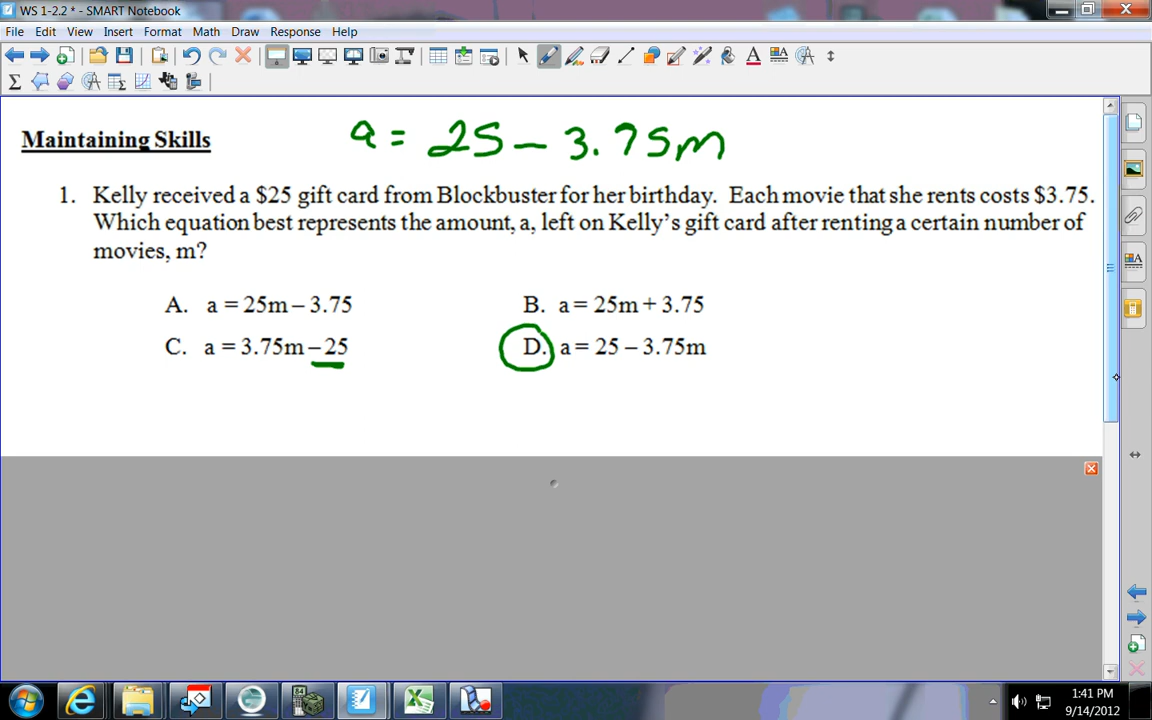 WS 1-2.2 * - SMART Notebook
File Edit View Insert Format Math Draw Response Help
Maintaining Skills
a = 25 - 3.75m
1. Kelly received a $25 gift card from Blockbuster for her birthday. Each movie that she rents costs $3.75.
Which equation best represents the amount, a, left on Kelly's gift card after renting a certain number of
movies, m?
A. a = 25m – 3.75 B. a = 25m + 3.75
C. a = 3.75m – 25 D. a = 25 – 3.75m
1:41 PM
9/14/2012